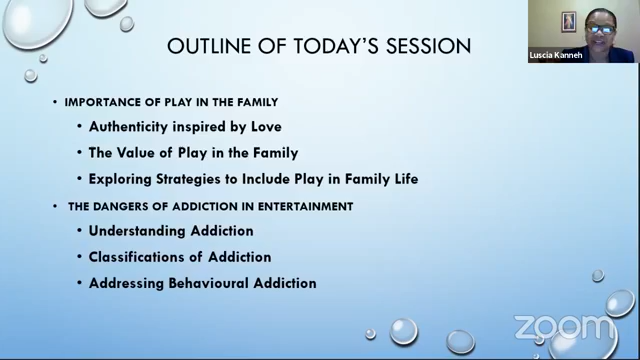 OUTLINE OF TODAY'S SESSION
Luscia Kanneh
• IMPORTANCE OF PLAY IN THE FAMILY
• Authenticity inspired by Love
• The Value of Play in the Family
• Exploring Strategies to Include Play in Family Life
• THE DANGERS OF ADDICTION IN ENTERTAINMENT
• Understanding Addiction
• Classifications of Addiction
• Addressing Behavioural Addiction
zoom